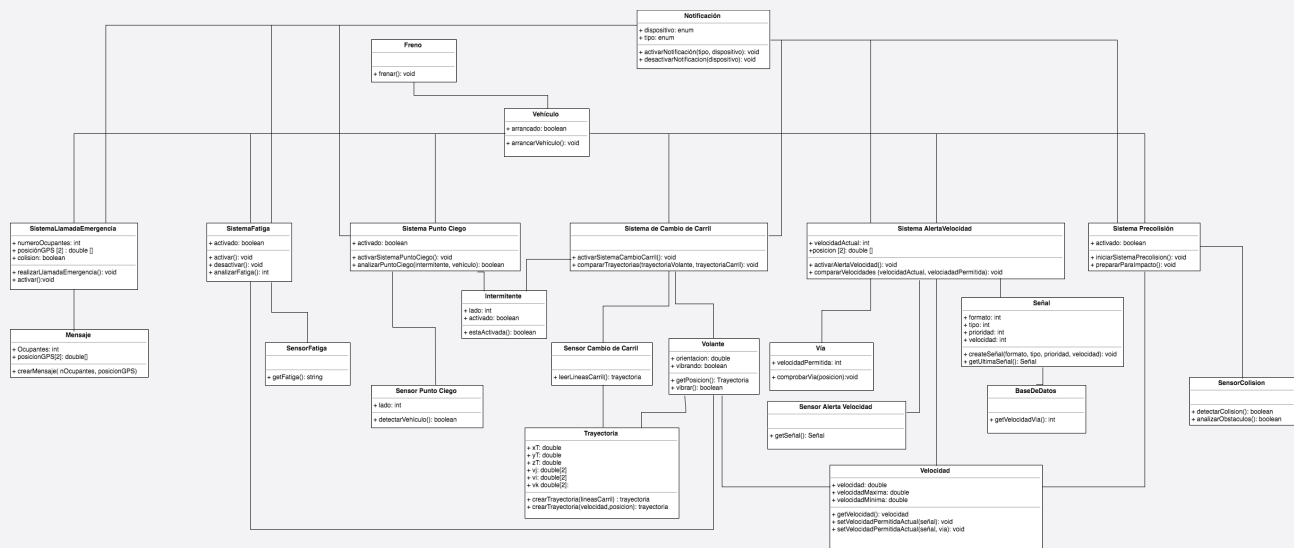 Notificación
+ dispositivo: enum
+ tipo: enum
+ activarNotificación(tipo, dispositivo): void
+ desactivarNotificacion(dispositivo): void
Freno
+ frenar(): void
Vehículo
+ arrancado: boolean
+ arrancarVehículo(): void
SistemaLlamadaEmergencia
+ numeroOcupantes: int
+ posiciónGPS [2] : double []
+ colision: boolean
+ realizarLlamadaEmergencia(): void
+ activar():void
SistemaFatiga
+ activado: boolean
+ activar(): void
+ desactivar(): void
+ analizarFatiga(): int
Sistema Punto Ciego
+ activado: boolean
+ activarSistemaPuntoCiego(): void
+ analizarPuntoCiego(intermitente, vehículo): boolean
Sistema de Cambio de Carril
+ activarSistemaCambioCarril(): void
+ compararTrayectorias(trayectoriaVolante, trayectoriaCarril): void
Sistema AlertaVelocidad
+ velocidadActual: int
+posicion [2]: double []
+ activarAlertaVelocidad(): void
+ compararVelocidades (velocidadActual, velociadadPermitida): void
Sistema Precolisión
+ activado: boolean
+ iniciarSistemaPrecolision(): void
+ prepararParaImpacto(): void
Mensaje
+ Ocupantes: int
+ posicionGPS[2]: double[]
+ crearMensaje( nOcupantes, posicionGPS)
SensorFatiga
+ getFatiga(): string
Intermitente
+ lado: int
+ activado: boolean
+ estaActivada(): boolean
Sensor Punto Ciego
+ lado: int
+ detectarVehículo(): boolean
Sensor Cambio de Carril
+ leerLineasCarril(): trayectoria
Volante
+ orientacion: double
+ vibrando: boolean
+ getPosicion(): Trayectoria
+ vibrar(): boolean
Vía
+ velocidadPermitida: int
+ comprobarVia(posicion):void
Señal
+ formato: int
+ tipo: int
+ prioridad: int
+ velocidad: int
+ createSeñal(formato, tipo, prioridad, velocidad): void
+ getUltimaSeñal(): Señal
BaseDeDatos
+ getVelocidadVia(): int
SensorColision
+ detectarColision(): boolean
+ analizarObstaculos(): boolean
Sensor Alerta Velocidad
+ getSeñal(): Señal
Trayectoria
+ xT: double
+ yT: double
+ zT: double
+ vj: double[2]
+ vi: double[2]
+ vk double[2]:
+ crearTrayectoria(lineasCarril) : trayectoria
+ crearTrayectoria(velocidad,posicion): trayectoria
Velocidad
+ velocidad: double
+ velocidadMaxima: double
+ velocidadMínima: double
+ getVelocidad(): velocidad
+ setVelocidadPermitidaActual(señal): void
+ setVelocidadPermitidaActual(señal, via): void